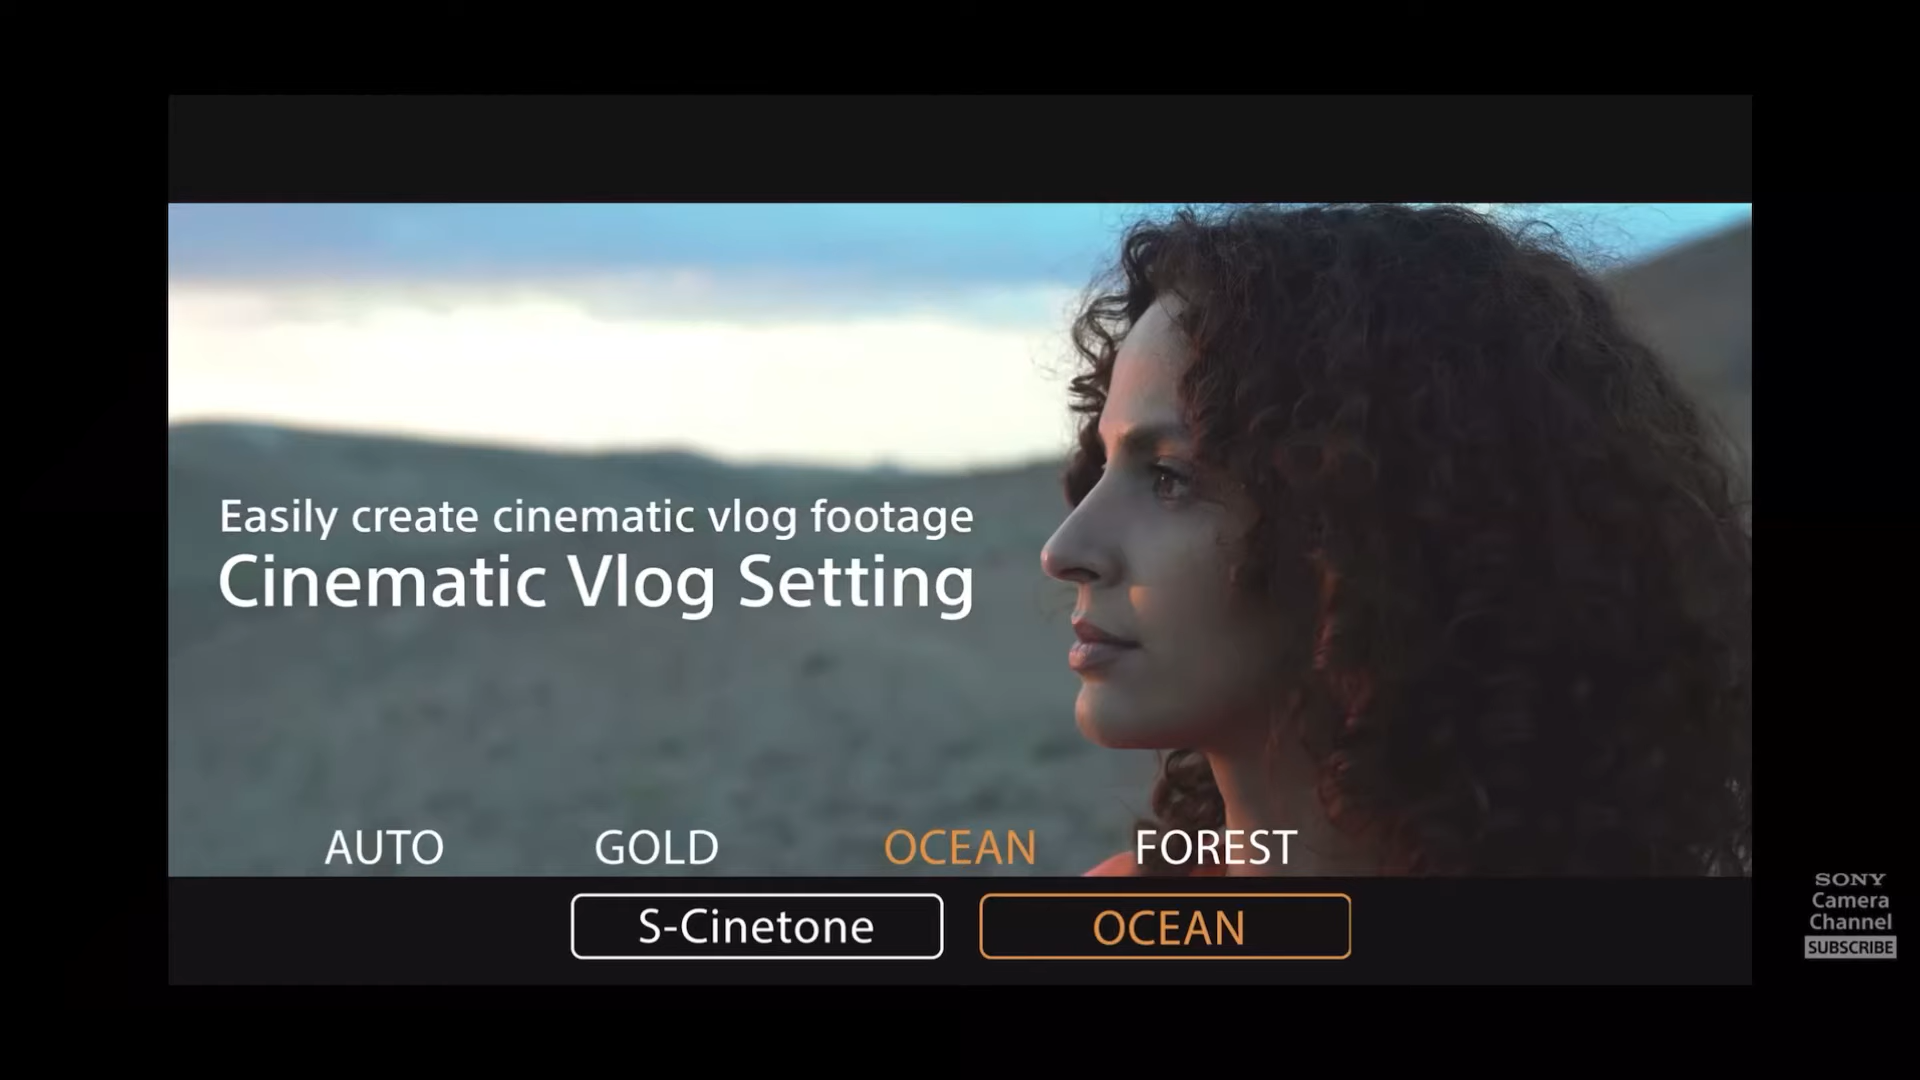 Easily create cinematic vlog footage
Cinematic Vlog Setting
AUTO GOLD OCEAN FOREST
S-Cinetone OCEAN
SONY
Camera
Channel
SUBSCRIBE